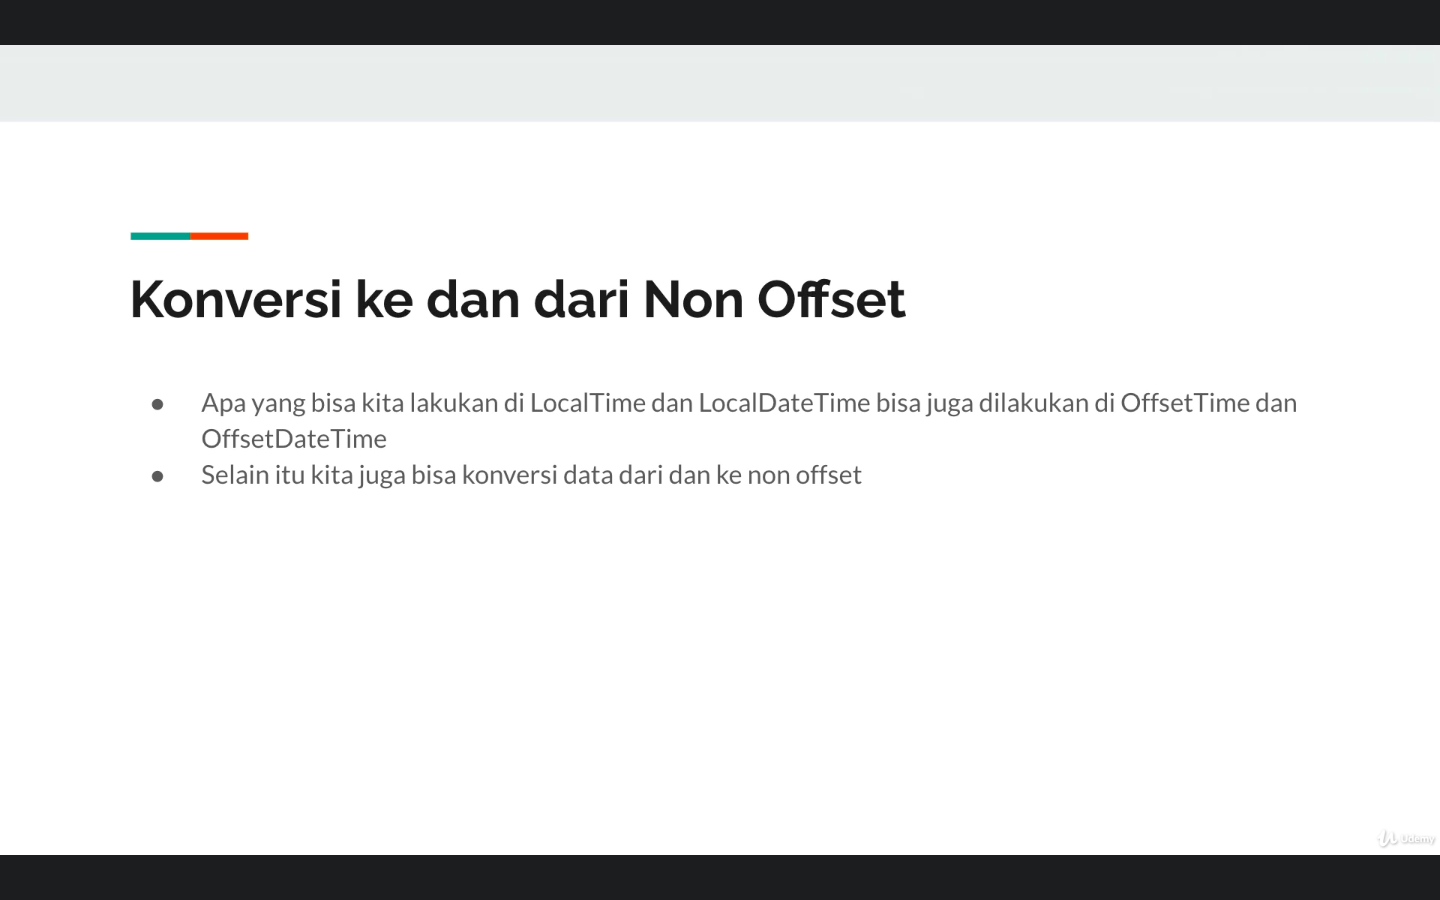 Konversi ke dan dari Non Offset
● Apa yang bisa kita lakukan di LocalTime dan LocalDateTime bisa juga dilakukan di OffsetTime dan
OffsetDateTime
● Selain itu kita juga bisa konversi data dari dan ke non offset
Udemy